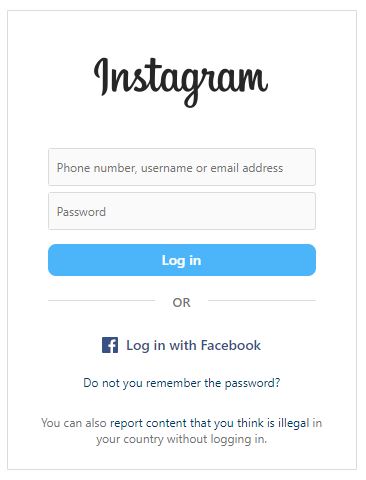 Instagram
Phone number, username or email address
Password
Log in
OR
Log in with Facebook
Do not you remember the password?
You can also report content that you think is illegal in
your country without logging in.